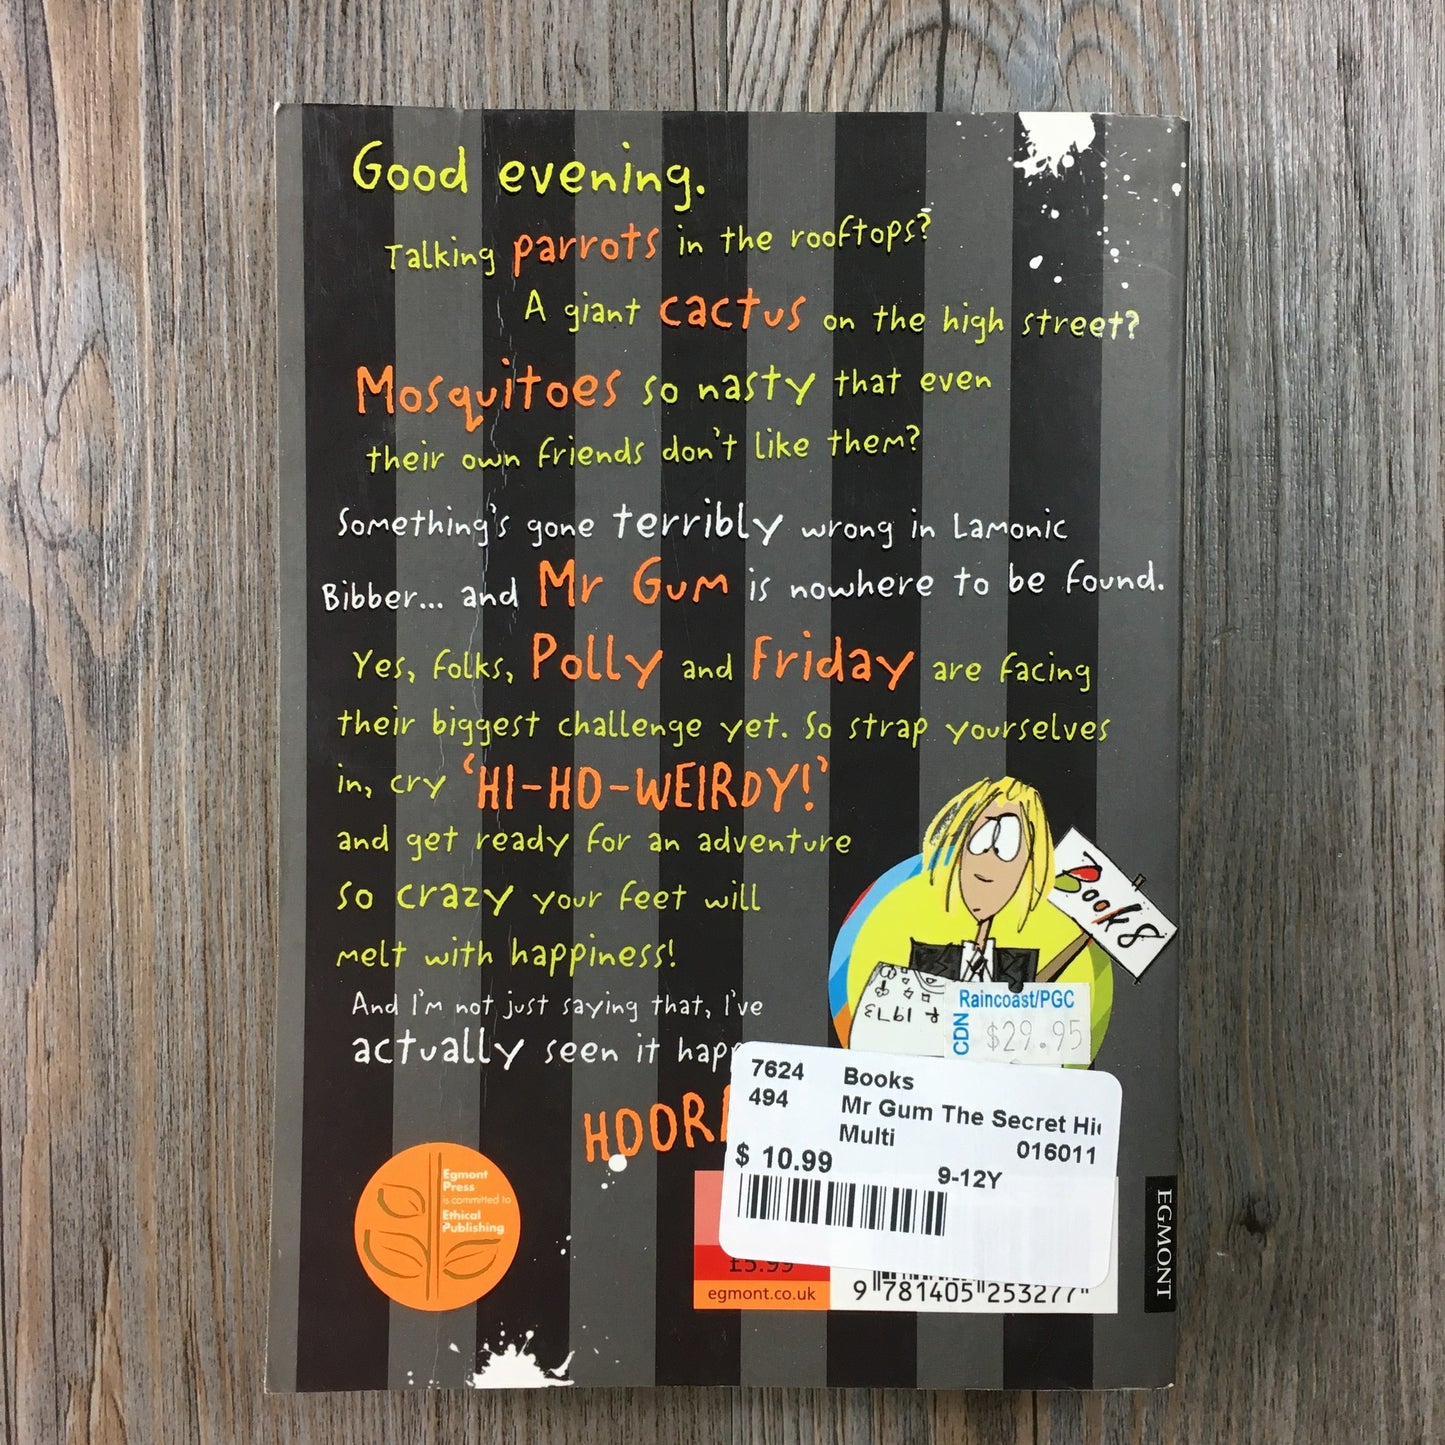 Good evening.
Talking parrots in the rooftops?
A giant cactus on the high street?
Mosquitoes so nasty that even
their own friends don't like them?
Something's gone terribly wrong in Lamonic
Bibber... and Mr Gum is nowhere to be found.
Yes, folks, Polly and Friday are facing
their biggest challenge yet. So strap yourselves
in, cry 'HI-HO-WEIRDY!'
and get ready for an adventure
so crazy your feet will
melt with happiness!
And I'm not just saying that, I've
actually seen it
Books
£ 1973
Raincoast/PGC
CDN $29.95
7624 Books
494 Mr Gum The Secret
Multi 016011
$ 10.99 9-12Y
Egmont
Press
is committed to
Ethical
Publishing
£5.99
egmont.co.uk
9 781405 253277
EGMONT